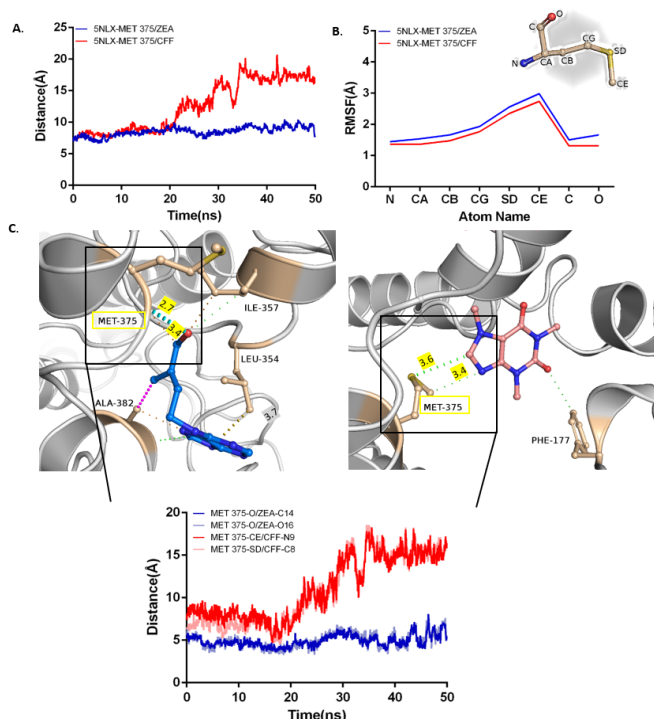 A.
5NLX-MET 375/ZEA
5NLX-MET 375/CFF
Distance(Å)
25
20
15
10
5
0
0 10 20 30 40 50
Time(ns)
B.
5NLX-MET 375/ZEA
5NLX-MET 375/CFF
O
C
CG
SD
N
CA
CB
CE
RMSF(Å)
5
4
3
2
1
0
N CA CB CG SD CE C O
Atom Name
C.
2.7
MET-375
3.4
ILE-357
LEU-354
ALA-382
3.7
3.6
3.4
MET-375
PHE-177
MET 375-O/ZEA-C14
MET 375-O/ZEA-O16
MET 375-CE/CFF-N9
MET 375-SD/CFF-C8
Distance(Å)
20
15
10
5
0
0 10 20 30 40 50
Time(ns)